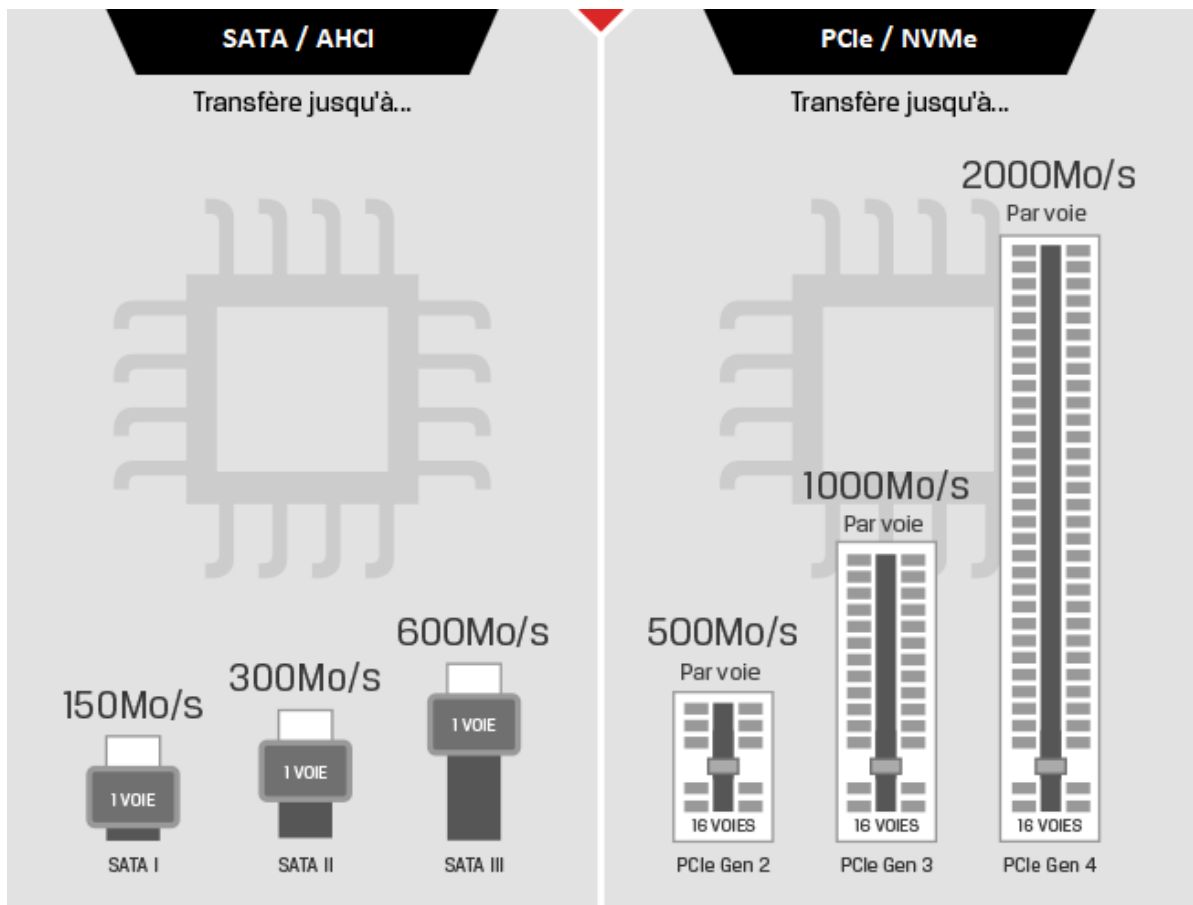 SATA / AHCI
Transfère jusqu'à...
150Mo/s
1 VOIE
SATA I
300Mo/s
1 VOIE
SATA II
600Mo/s
1 VOIE
SATA III
PCIe / NVMe
Transfère jusqu'à...
500Mo/s
Par voie
16 VOIES
PCIe Gen 2
1000Mo/s
Par voie
16 VOIES
PCIe Gen 3
2000Mo/s
Par voie
16 VOIES
PCIe Gen 4